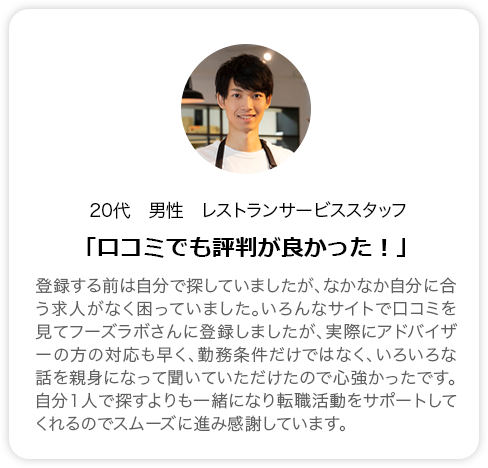 20代　男性　レストランサービススタッフ
「口コミでも評判が良かった！」
登録する前は自分で探していましたが、なかなか自分に合
う求人がなく困っていました。いろんなサイトで口コミを
見てフーズラボさんに登録しましたが、実際にアドバイザ
ーの方の対応も早く、勤務条件だけではなく、いろいろな
話を親身になって聞いていただけたので心強かったです。
自分1人で探すよりも一緒になり転職活動をサポートして
くれるのでスムーズに進み感謝しています。